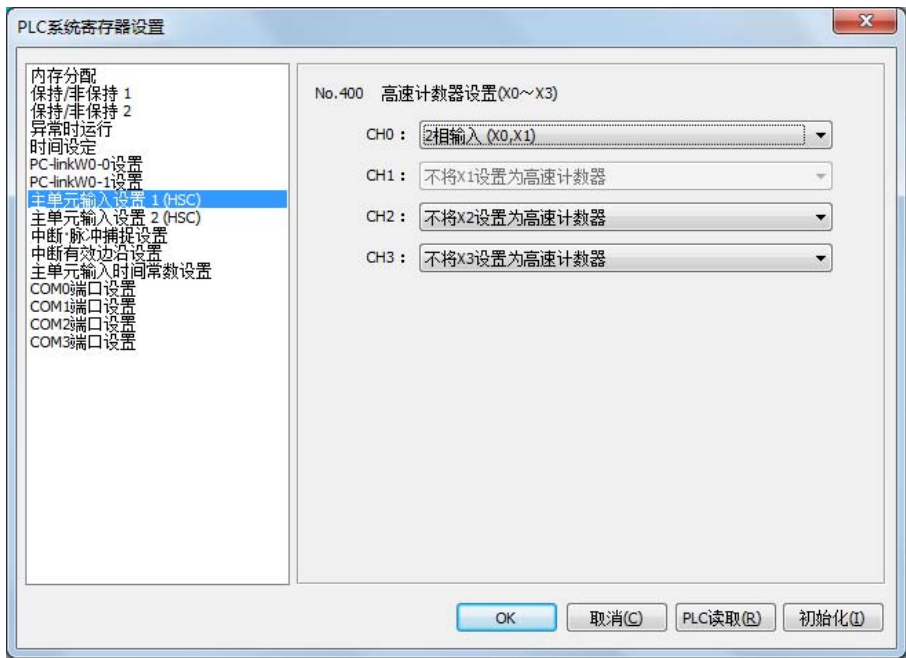 PLC系统寄存器设置
内存分配
保持/非保持 1
保持/非保持 2
异常时运行
时间设定
PC-linkW0-0设置
PC-linkW0-1设置
主单元输入设置 1 (HSC)
主单元输入设置 2 (HSC)
中断·脉冲捕捉设置
中断有效边沿设置
主单元输入时间常数设置
COM0端口设置
COM1端口设置
COM2端口设置
COM3端口设置
No.400 高速计数器设置(X0～X3)
CH0： 2相输入 (X0,X1)
CH1： 不将X1设置为高速计数器
CH2： 不将X2设置为高速计数器
CH3： 不将X3设置为高速计数器
OK 取消(C) PLC读取(R) 初始化(I)